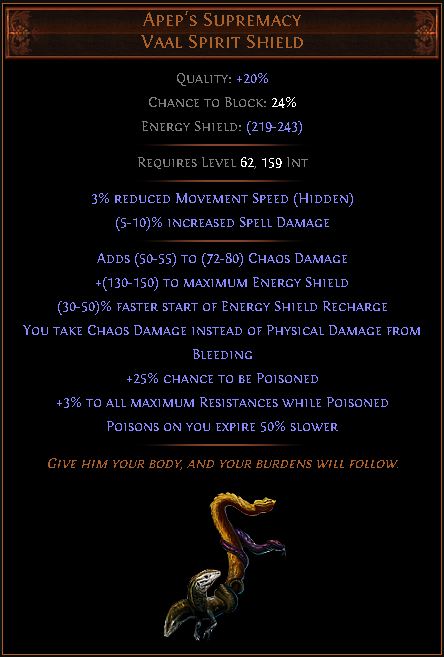 Apep's Supremacy
Vaal Spirit Shield
Quality: +20%
Chance to Block: 24%
Energy Shield: (219-243)
Requires Level 62, 159 Int
3% reduced Movement Speed (Hidden)
(5-10)% increased Spell Damage
Adds (50-55) to (72-80) Chaos Damage
+(130-150) to maximum Energy Shield
(30-50)% faster start of Energy Shield Recharge
You take Chaos Damage instead of Physical Damage from
Bleeding
+25% chance to be Poisoned
+3% to all maximum Resistances while Poisoned
Poisons on you expire 50% slower
Give him your body, and your burdens will follow.